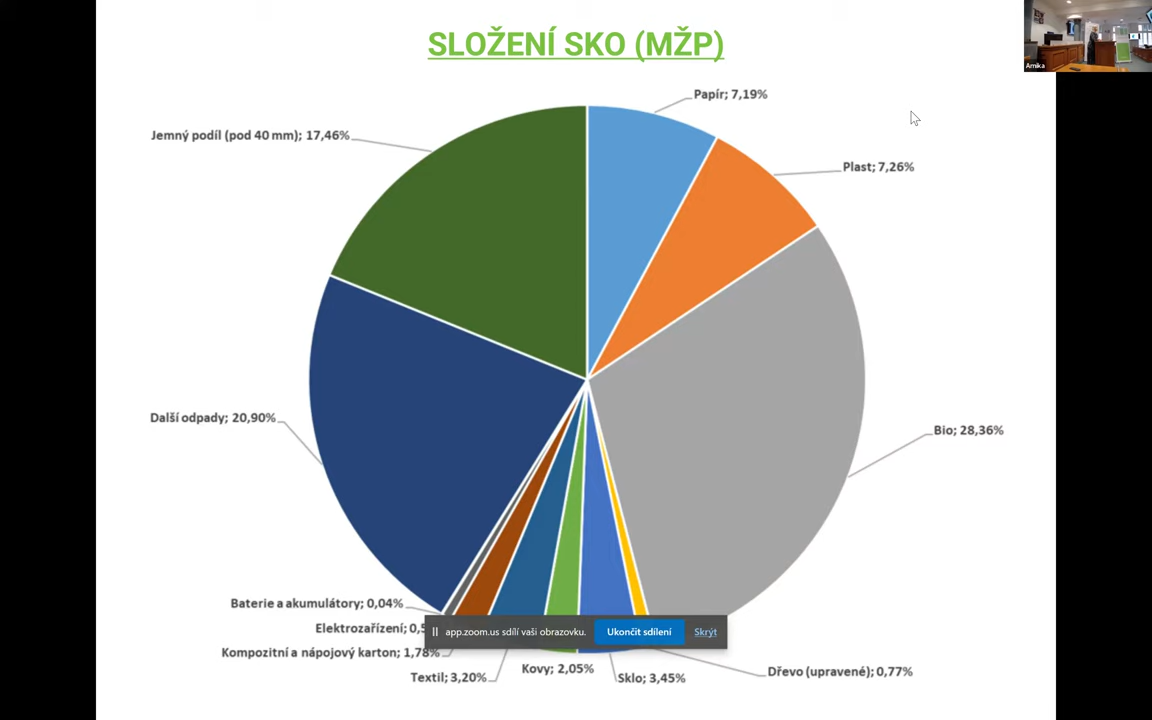 SLOŽENÍ SKO (MŽP)
Arnika
Papír; 7,19%
Jemný podíl (pod 40 mm); 17,46%
Plast; 7,26%
Další odpady; 20,90%
Bio; 28,36%
Baterie a akumulátory; 0,04%
Elektrozařízení; 0,5
app.zoom.us sdílí vaši obrazovku.
Ukončit sdílení
Skrýt
Kompozitní a nápojový karton; 1,78%
Kovy; 2,05%
Dřevo (upravené); 0,77%
Textil; 3,20%
Sklo; 3,45%